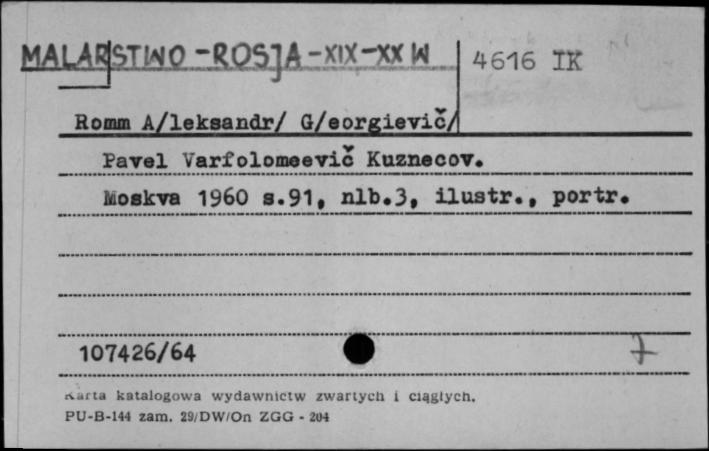 MALARSTWO - ROSJA - XIX-XX W
4616 IK
Romm A/leksandr/ G/eorgievič/
Pavel Varfolomeevič Kuznecov.
Moskva 1960 s.91, nlb.3, ilustr., portr.
107426/64
7
Karta katalogowa wydawnictw zwartych i ciągłych.
PU-B-144 zam. 29/DW/On ZGG - 204